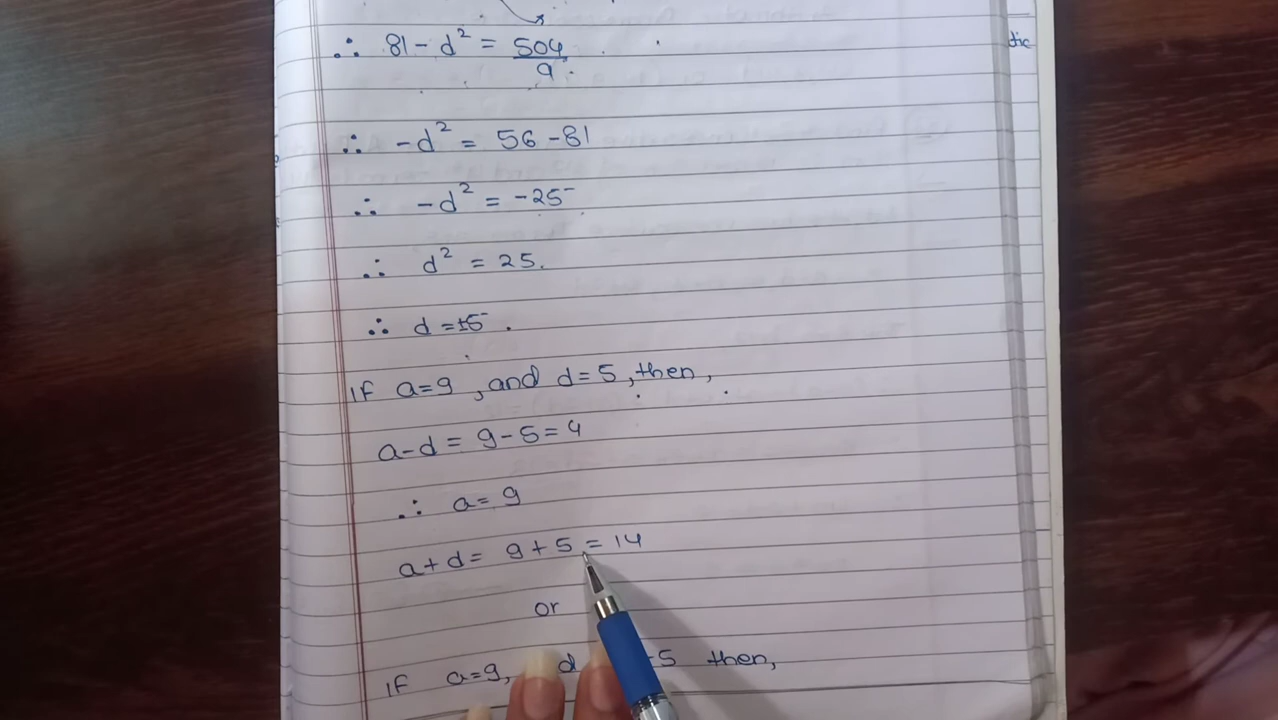 ∴ 81 - d² = 504/9.
∴ -d² = 56 - 81
∴ -d² = -25
∴ d² = 25.
∴ d = ±5.
If a = 9, and d = 5, then,
a - d = 9 - 5 = 4
∴ a = 9
a + d = 9 + 5 = 14
or
If a = 9, d -5 then,
tic